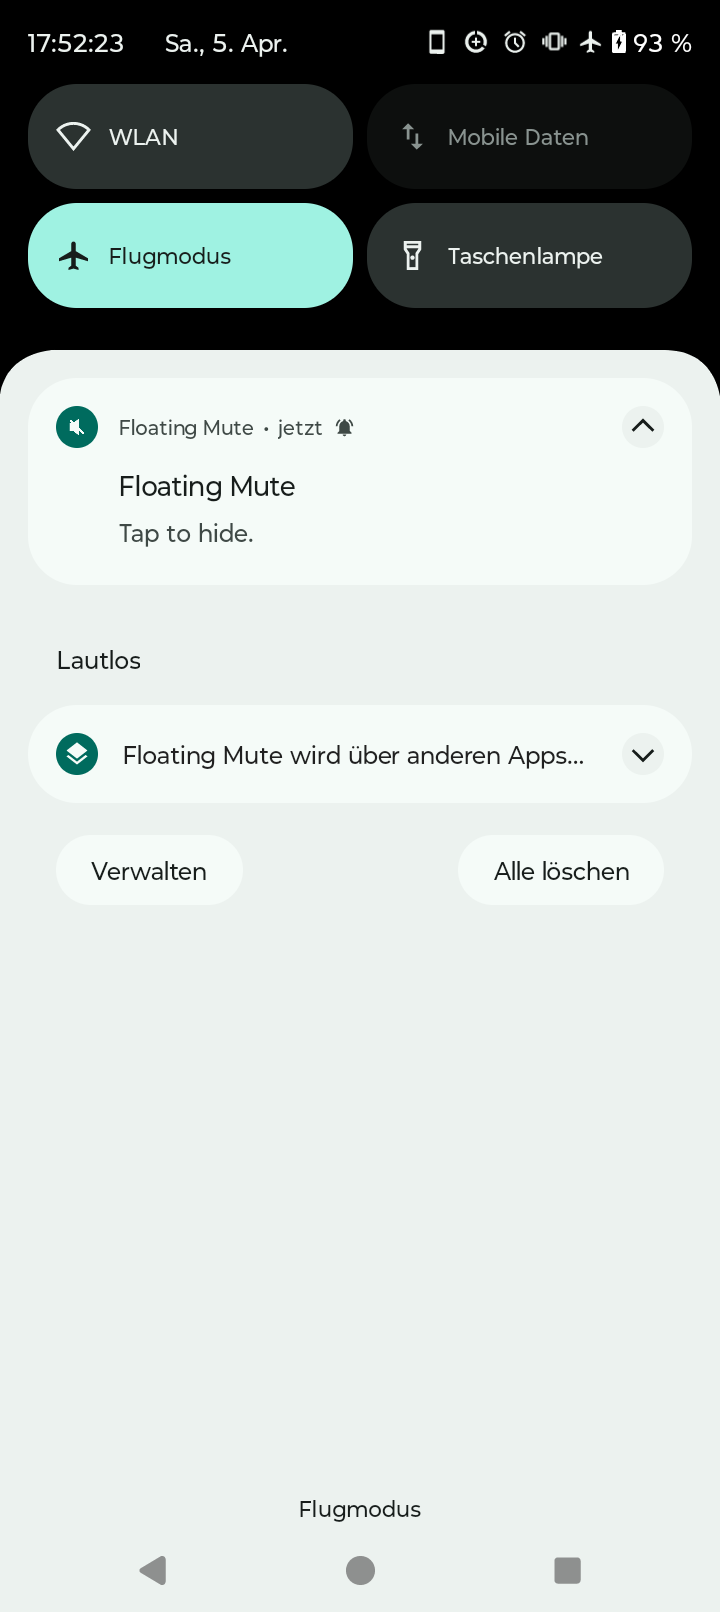 17:52:23 Sa., 5. Apr. 93 %
WLAN Mobile Daten
Flugmodus Taschenlampe
Floating Mute • jetzt
Floating Mute
Tap to hide.
Lautlos
Floating Mute wird über anderen Apps...
Verwalten Alle löschen
Flugmodus